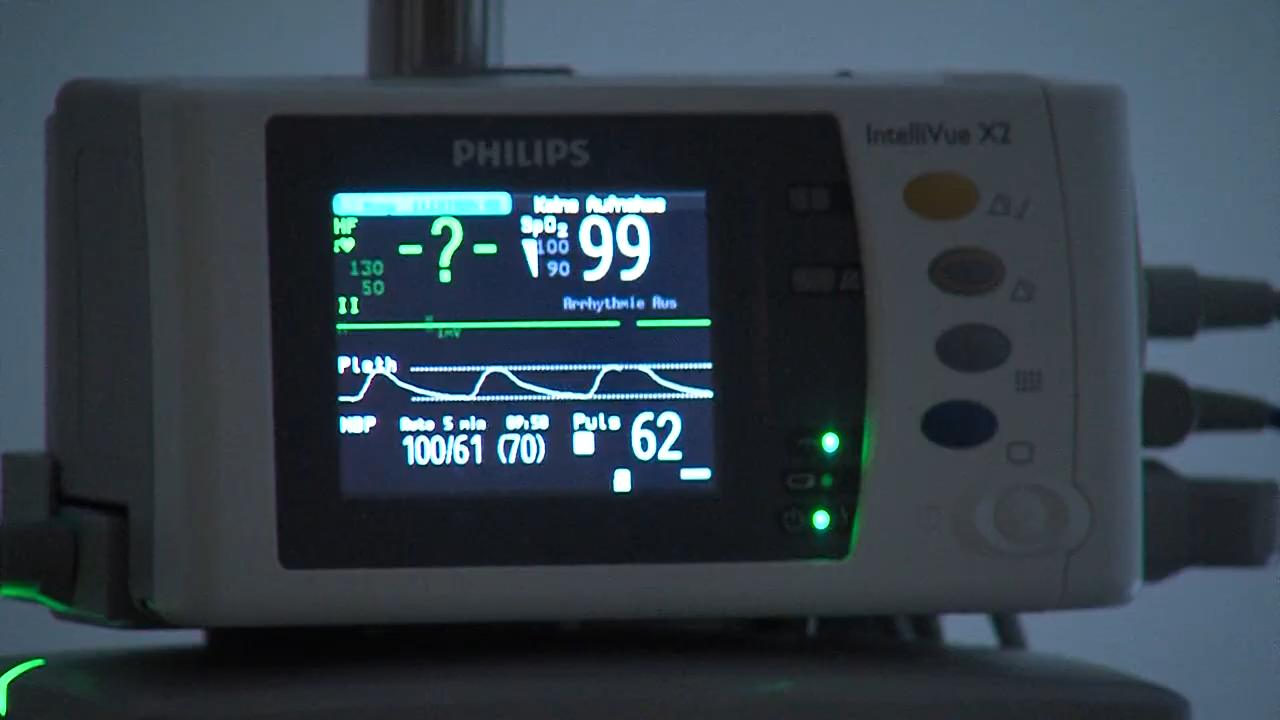 PHILIPS
IntelliVue X2
Keine Aufnahme
HF
-?-
SpO₂
99
100
90
130
50
II
Arrhythmie Aus
1mV
Pleth
NBP
Auto 5 min
09:50
Puls
62
100/61 (70)